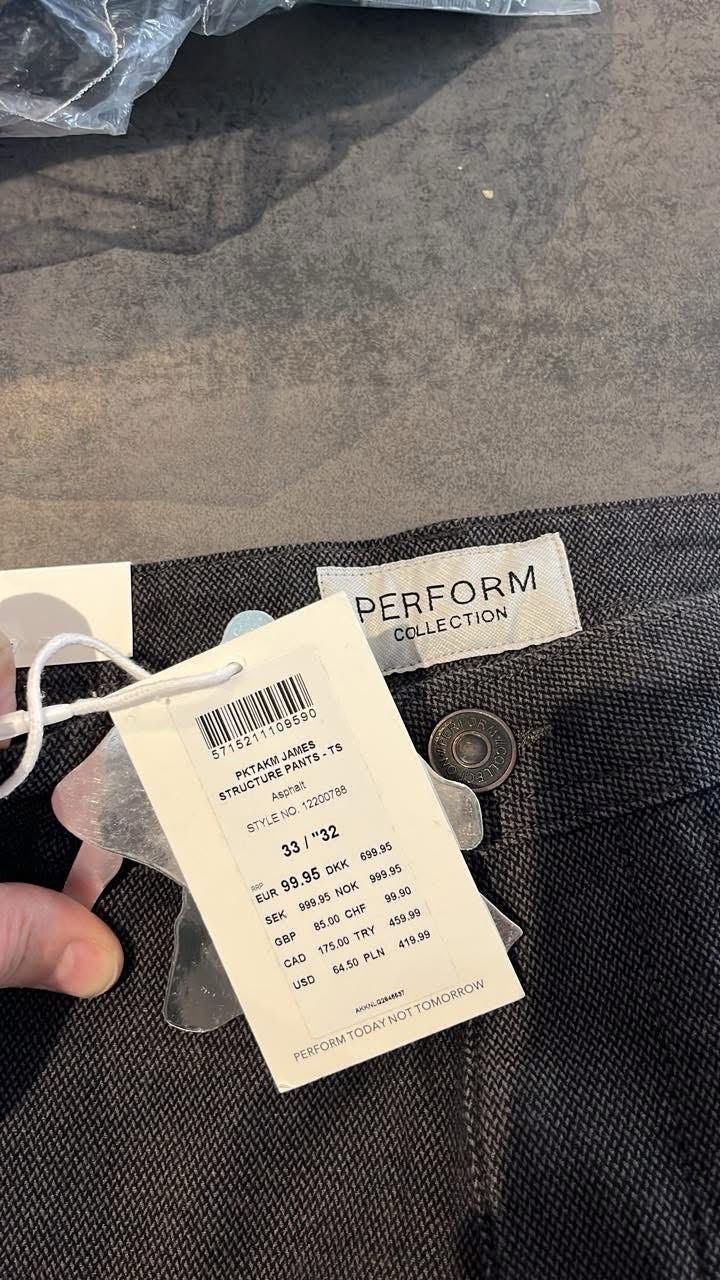 PERFORM
COLLECTION
5715211109590
PKTAKM JAMES
STRUCTURE PANTS - TS
Asphalt
STYLE NO. 12200788
33 / "32
RRP
EUR 99.95 DKK 699.95
SEK 999.95 NOK 999.95
GBP 85.00 CHF 99.90
CAD 175.00 TRY 459.99
USD 64.50 PLN 419.99
PERFORM TODAY NOT TOMORROW